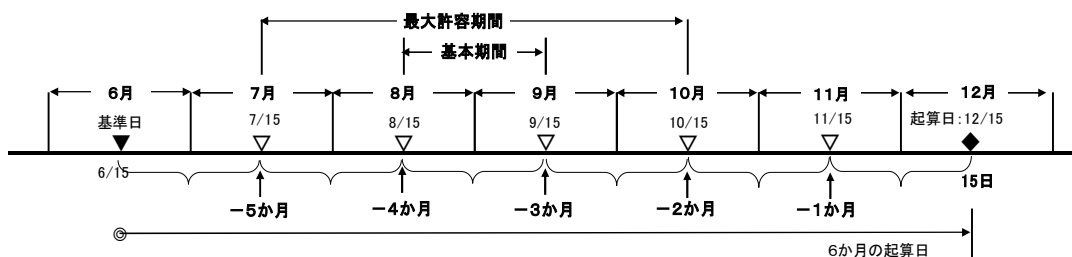 最大許容期間
基本期間
6月 7月 8月 9月 10月 11月 12月
基準日 7/15 8/15 9/15 10/15 11/15 起算日:12/15
6/15 15日
－5か月 －4か月 －3か月 －2か月 －1か月
6か月の起算日